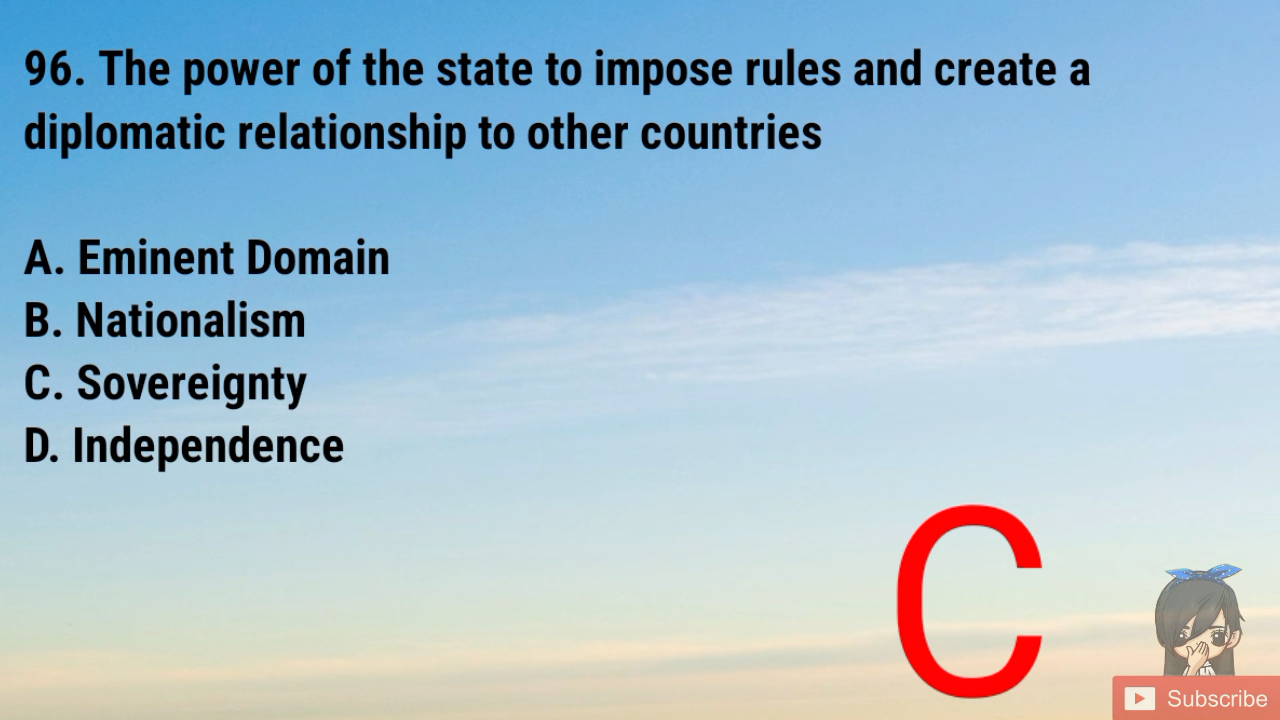 96. The power of the state to impose rules and create a
diplomatic relationship to other countries
A. Eminent Domain
B. Nationalism
C. Sovereignty
D. Independence
C
Subscribe